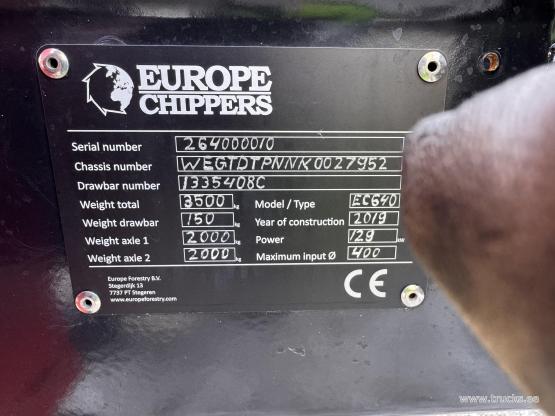 EUROPE
CHIPPERS
Serial number 264000010
Chassis number WEGTDTPNNK0027952
Drawbar number 1335408C
Weight total 3500 kg Model / Type EC640
Weight drawbar 150 kg Year of construction 2019
Weight axle 1 2000 kg Power 129 kW
Weight axle 2 2000 kg Maximum input Ø 400
Europe Forestry B.V.
Stegerdijk 13
7737 PT Stegeren
www.europeforestry.com
CE
www.trucks.ee